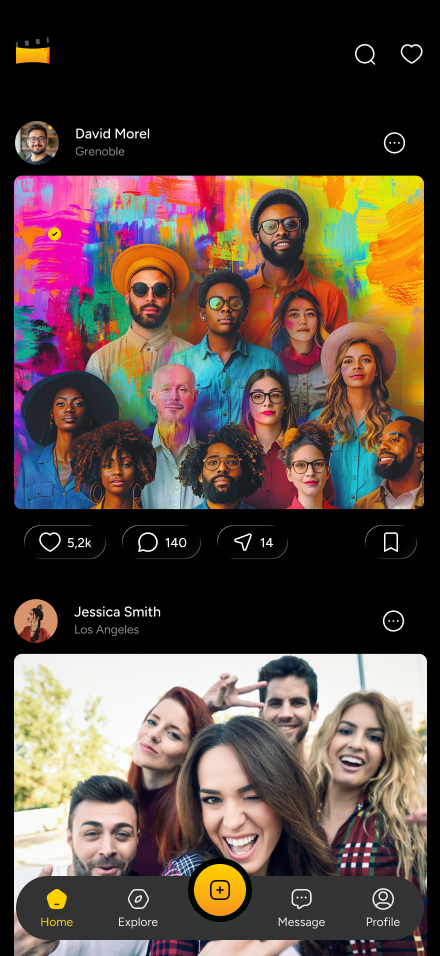 David Morel
Grenoble
5,2k
140
14
Jessica Smith
Los Angeles
Home
Explore
Message
Profile